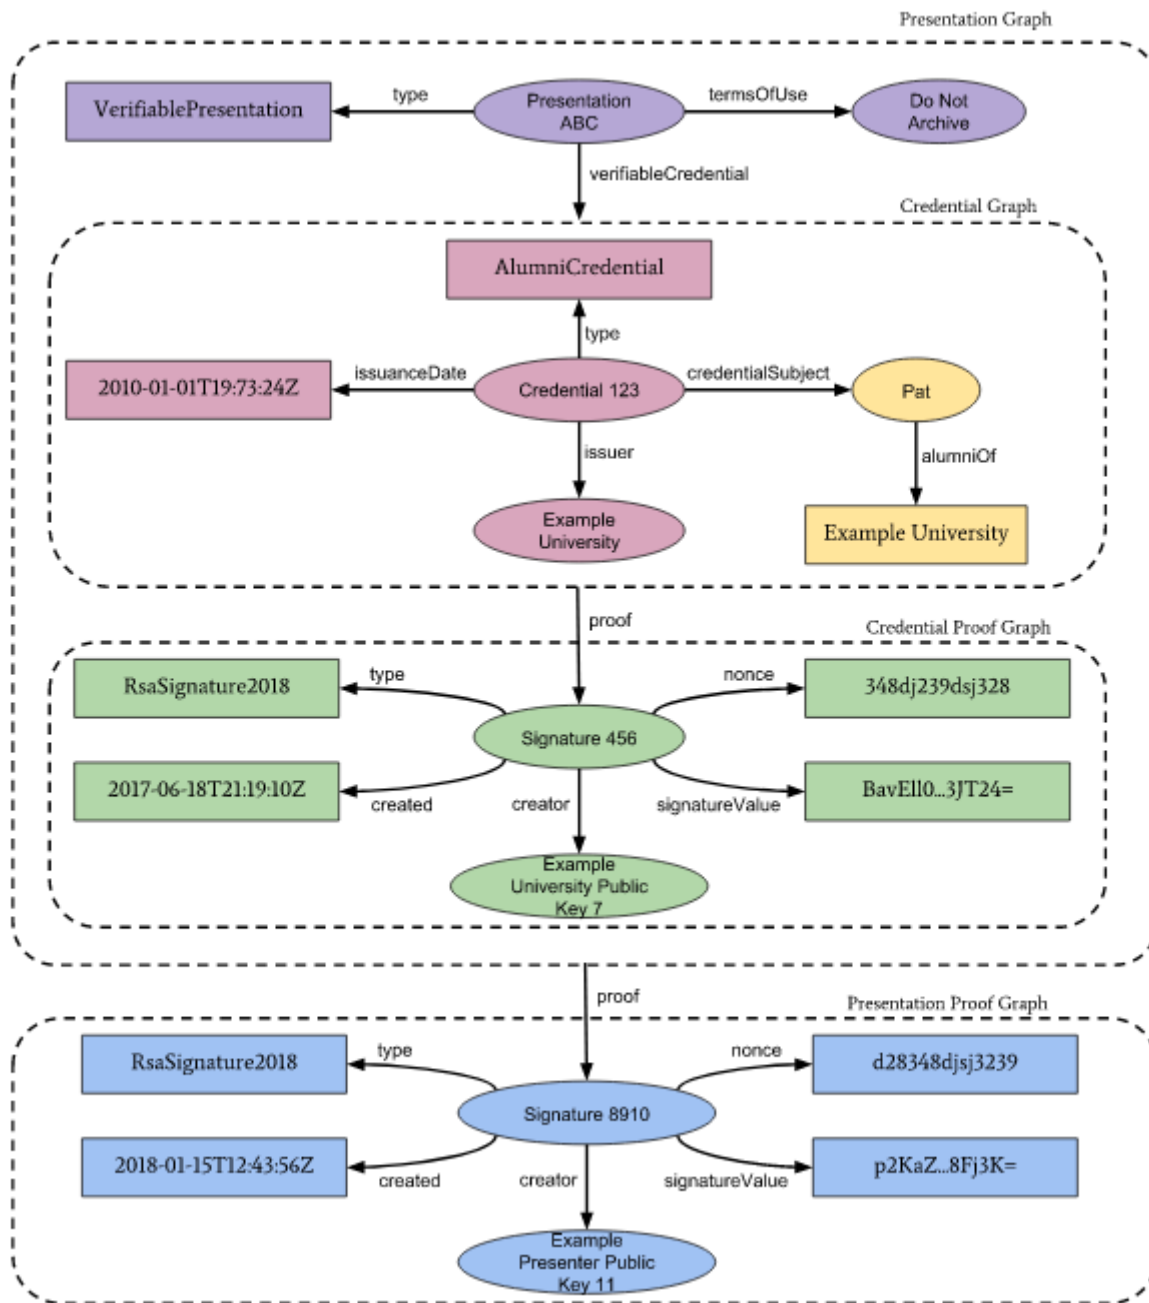 Presentation Graph
VerifiablePresentation
type
Presentation
ABC
termsOfUse
Do Not
Archive
verifiableCredential
Credential Graph
AlumniCredential
type
2010-01-01T19:73:24Z
issuanceDate
Credential 123
credentialSubject
Pat
issuer
alumniOf
Example
University
Example University
proof
Credential Proof Graph
RsaSignature2018
type
nonce
348dj239dsj328
Signature 456
2017-06-18T21:19:10Z
created
creator
signatureValue
BavEll0...3JT24=
Example
University Public
Key 7
proof
Presentation Proof Graph
RsaSignature2018
type
nonce
d28348djsj3239
Signature 8910
2018-01-15T12:43:56Z
created
creator
signatureValue
p2KaZ...8Fj3K=
Example
Presenter Public
Key 11